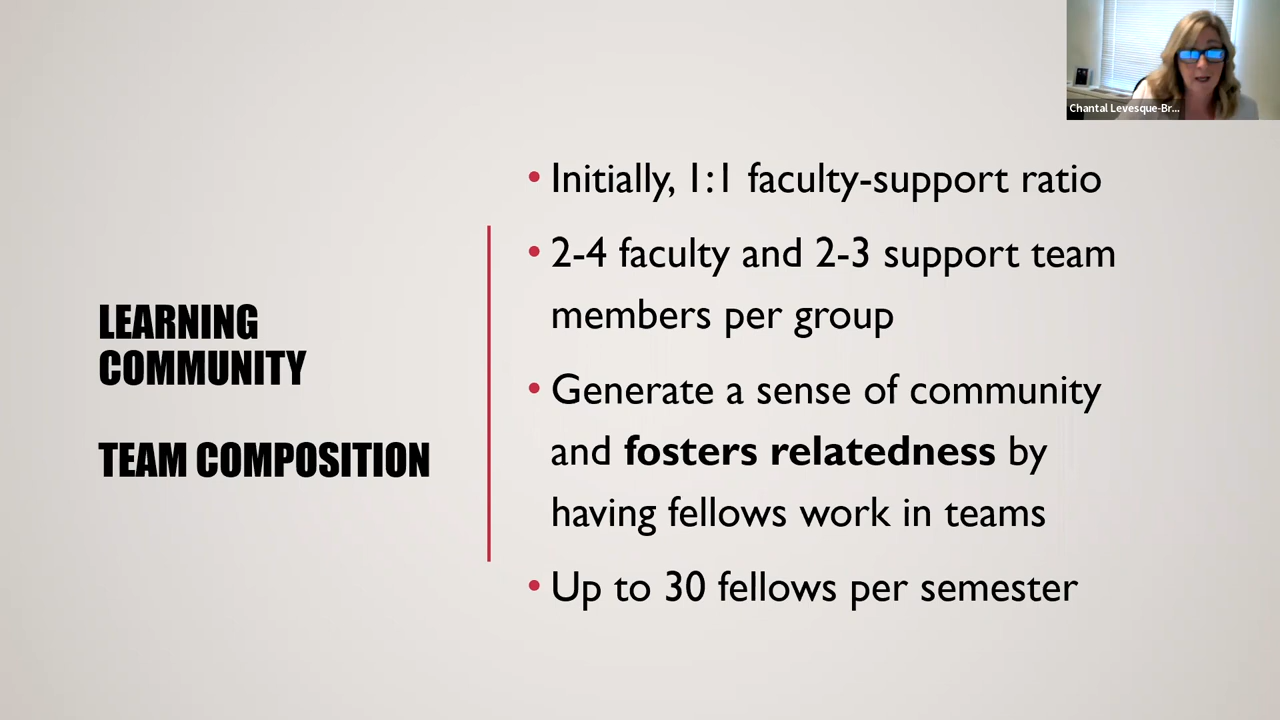 Chantal Levesque-Br...
LEARNING
COMMUNITY
TEAM COMPOSITION
• Initially, 1:1 faculty-support ratio
• 2-4 faculty and 2-3 support team
members per group
• Generate a sense of community
and fosters relatedness by
having fellows work in teams
• Up to 30 fellows per semester